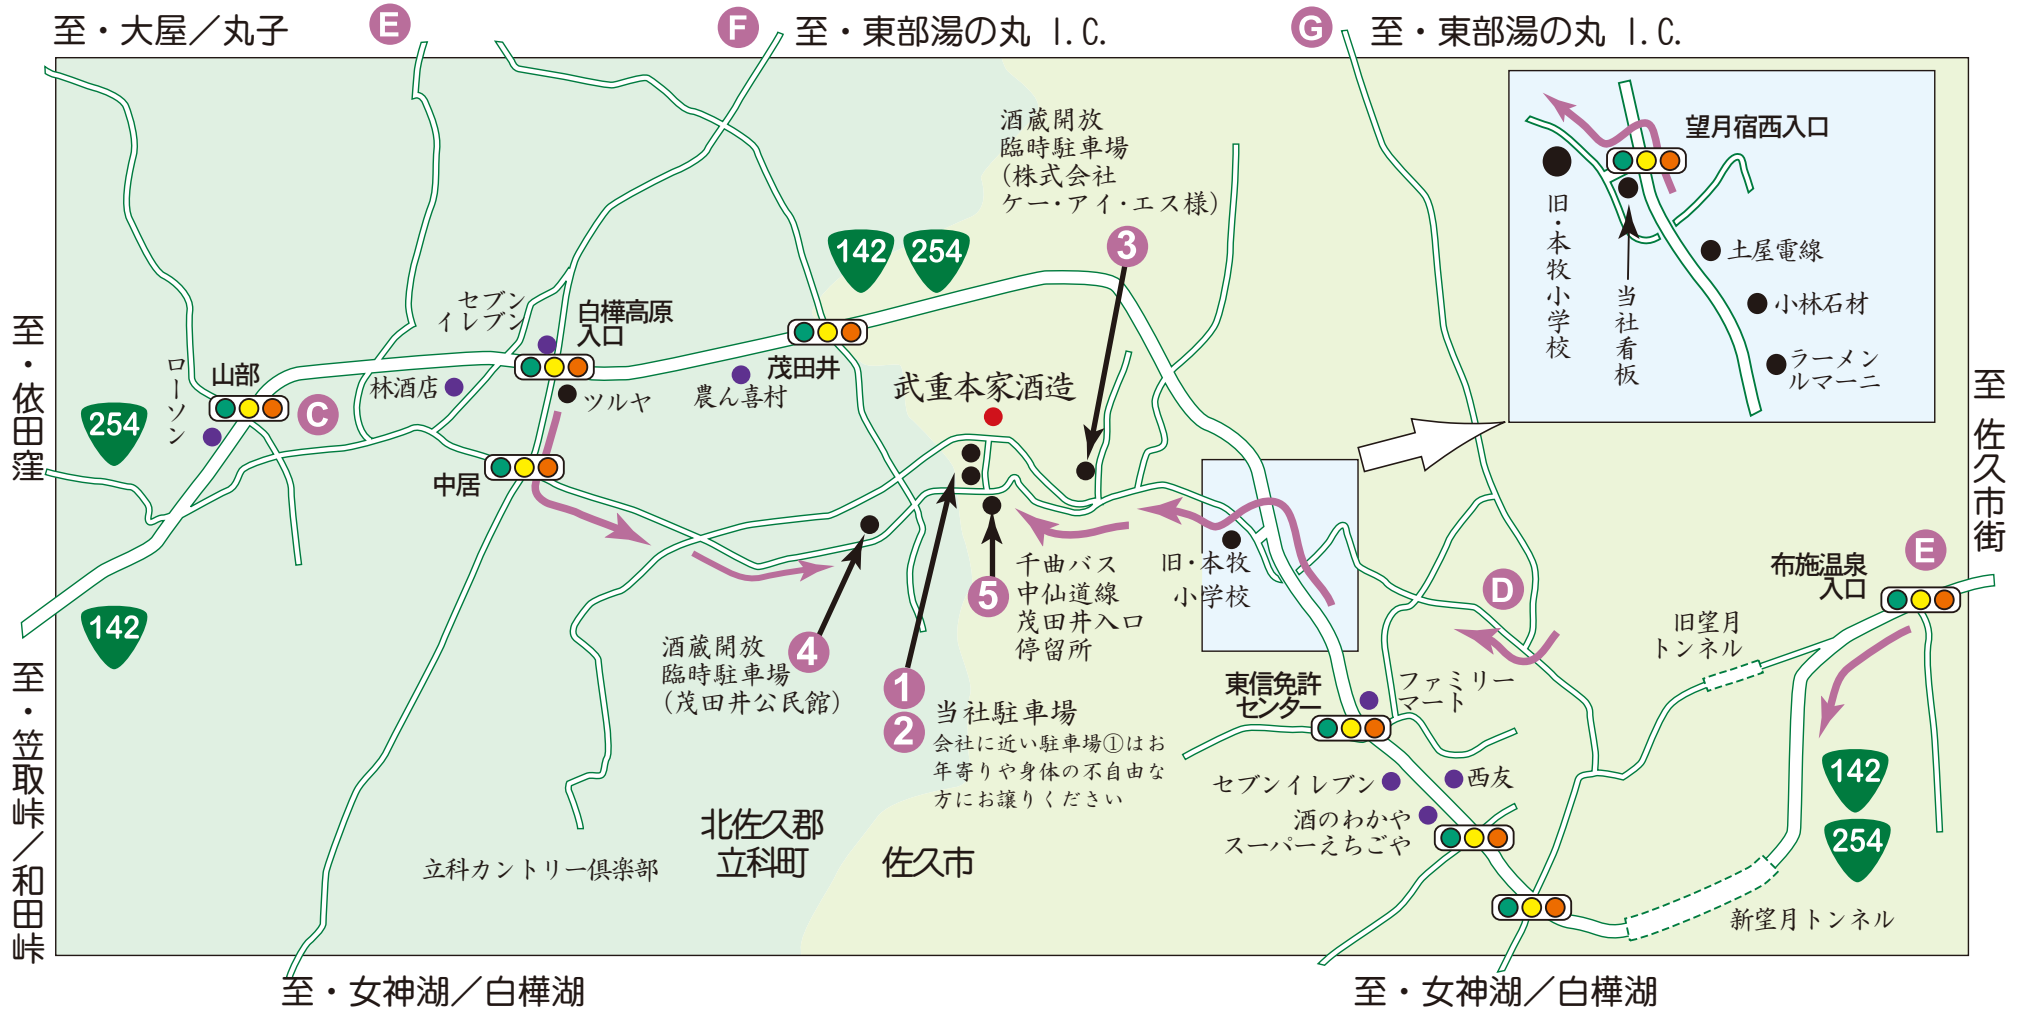 至・大屋／丸子
E
F
至・東部湯の丸 I.C.
G
至・東部湯の丸 I.C.
酒蔵開放
臨時駐車場
(株式会社
ケー・アイ・エス様)
3
142
254
望月宿西入口
旧・本牧小学校
当社看板
土屋電線
小林石材
ラーメン
ルマーニ
至・依田窪
254
142
ローソン
山部
C
林酒店
セブン
イレブン
白樺高原
入口
ツルヤ
中居
農ん喜村
茂田井
武重本家酒造
至 佐久市街
旧・本牧
小学校
千曲バス
中仙道線
茂田井入口
停留所
5
4
酒蔵開放
臨時駐車場
(茂田井公民館)
1
2
当社駐車場
会社に近い駐車場①はお
年寄りや身体の不自由な
方にお譲りください
D
E
布施温泉
入口
旧望月
トンネル
東信免許
センター
ファミリー
マート
セブンイレブン
西友
酒のわかや
スーパーえちごや
142
254
新望月トンネル
至・笠取峠／和田峠
立科カントリー倶楽部
北佐久郡
立科町
佐久市
至・女神湖／白樺湖
至・女神湖／白樺湖